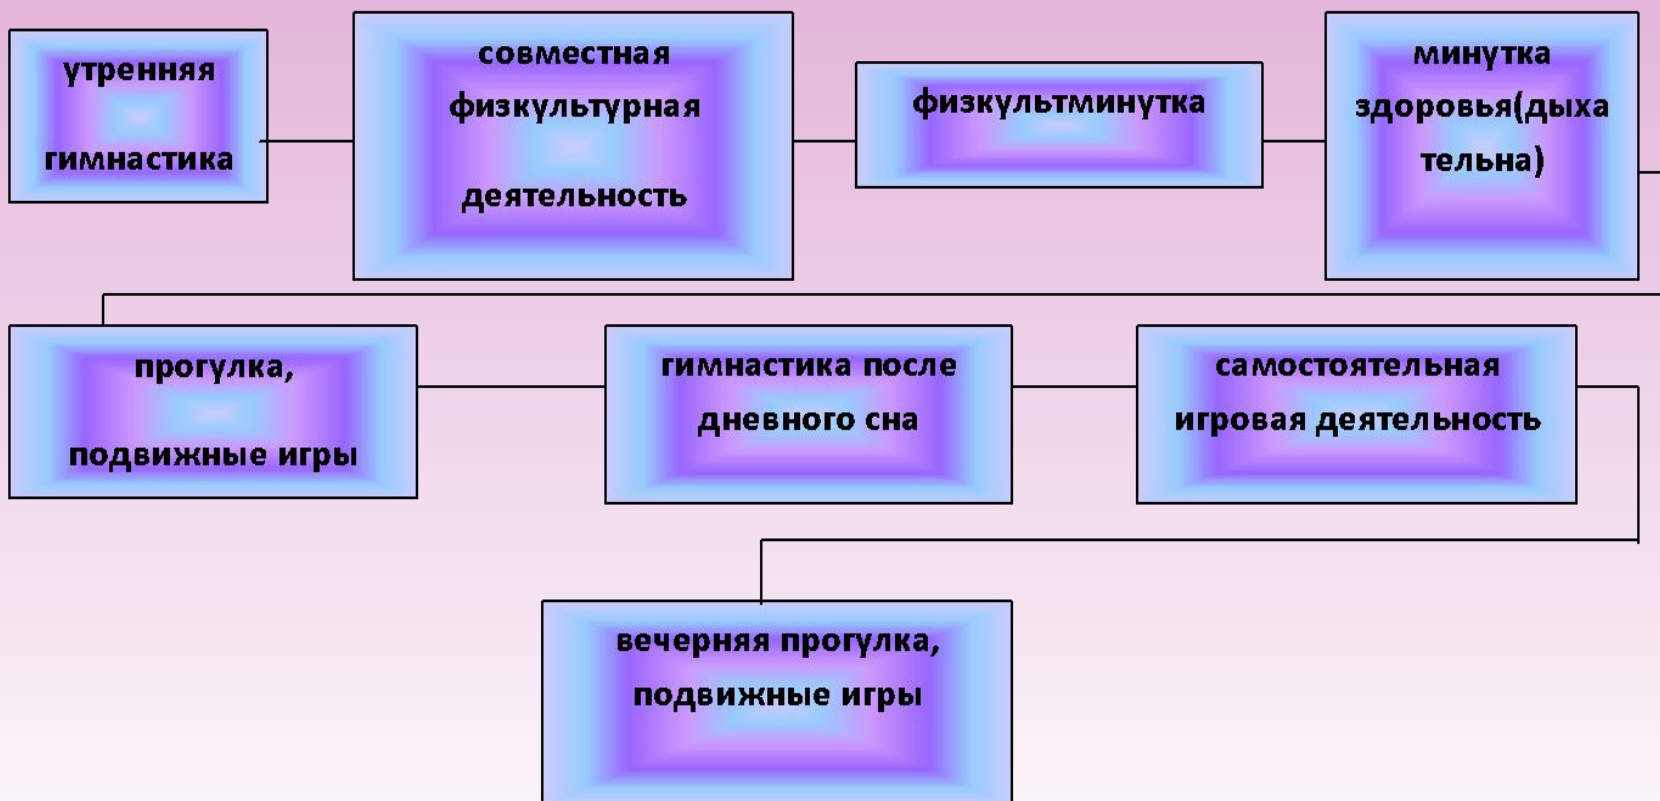 утренняя
гимнастика
совместная
физкультурная
деятельность
физкультминутка
минутка
здоровья(дыха
тельна)
прогулка,
подвижные игры
гимнастика после
дневного сна
самостоятельная
игровая деятельность
вечерняя прогулка,
подвижные игры